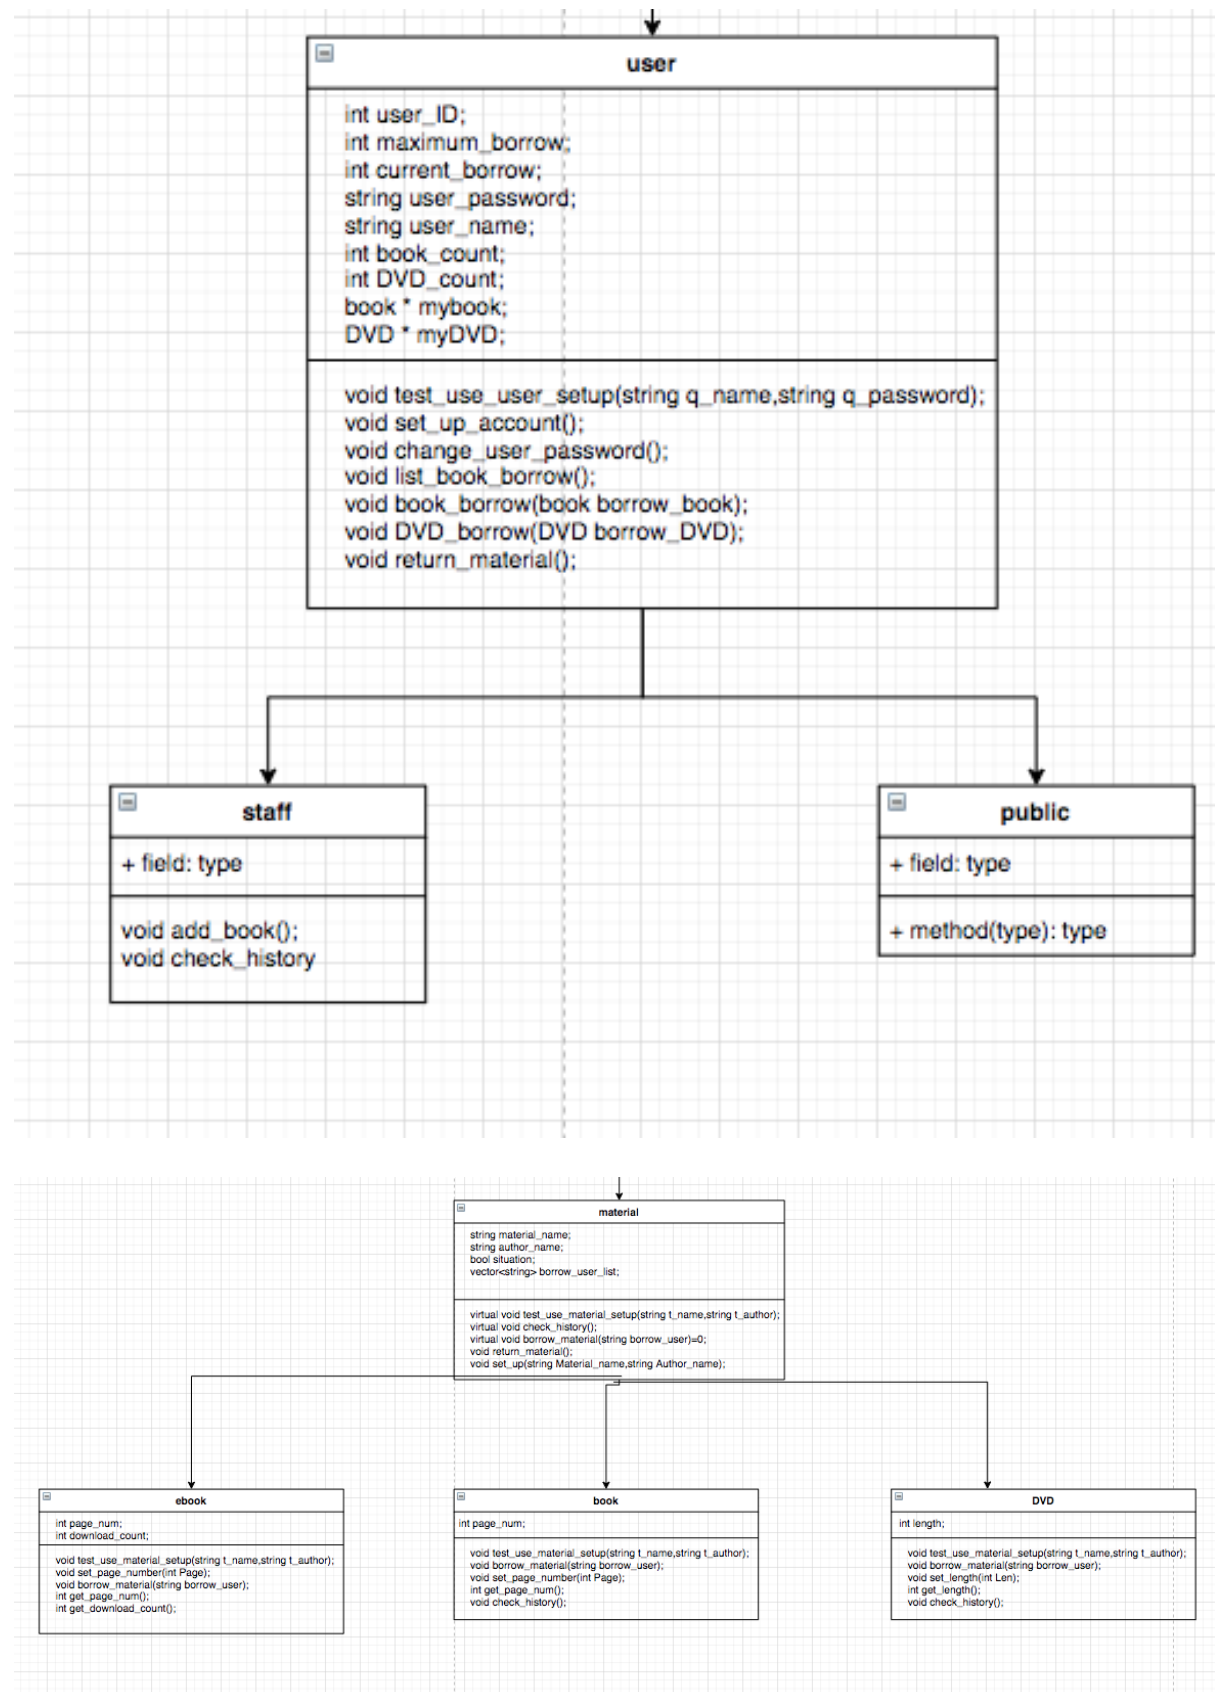 user
int user_ID;
int maximum_borrow;
int current_borrow;
string user_password;
string user_name;
int book_count;
int DVD_count;
book * mybook;
DVD * myDVD;
void test_use_user_setup(string q_name,string q_password);
void set_up_account();
void change_user_password();
void list_book_borrow();
void book_borrow(book borrow_book);
void DVD_borrow(DVD borrow_DVD);
void return_material();
staff
+ field: type
void add_book();
void check_history
public
+ field: type
+ method(type): type
material
string material_name;
string author_name;
bool situation;
vector<string> borrow_user_list;
virtual void test_use_material_setup(string t_name,string t_author);
virtual void check_history();
virtual void borrow_material(string borrow_user)=0;
void return_material();
void set_up(string Material_name,string Author_name);
ebook
int page_num;
int download_count;
void test_use_material_setup(string t_name,string t_author);
void set_page_number(int Page);
void borrow_material(string borrow_user);
int get_page_num();
int get_download_count();
book
int page_num;
void test_use_material_setup(string t_name,string t_author);
void borrow_material(string borrow_user);
void set_page_number(int Page);
int get_page_num();
void check_history();
DVD
int length;
void test_use_material_setup(string t_name,string t_author);
void borrow_material(string borrow_user);
void set_length(int Len);
int get_length();
void check_history();